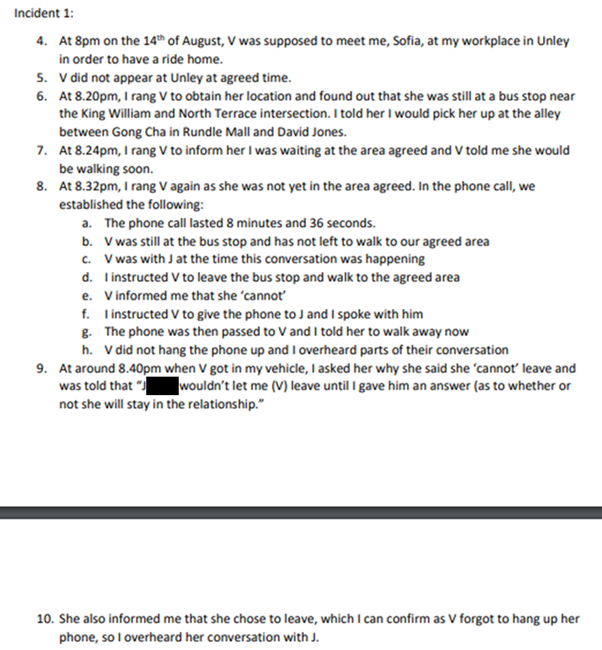 Incident 1:
4. At 8pm on the 14th of August, V was supposed to meet me, Sofia, at my workplace in Unley
in order to have a ride home.
5. V did not appear at Unley at agreed time.
6. At 8.20pm, I rang V to obtain her location and found out that she was still at a bus stop near
the King William and North Terrace intersection. I told her I would pick her up at the alley
between Gong Cha in Rundle Mall and David Jones.
7. At 8.24pm, I rang V to inform her I was waiting at the area agreed and V told me she would
be walking soon.
8. At 8.32pm, I rang V again as she was not yet in the area agreed. In the phone call, we
established the following:
a. The phone call lasted 8 minutes and 36 seconds.
b. V was still at the bus stop and has not left to walk to our agreed area
c. V was with J at the time this conversation was happening
d. I instructed V to leave the bus stop and walk to the agreed area
e. V informed me that she ‘cannot’
f. I instructed V to give the phone to J and I spoke with him
g. The phone was then passed to V and I told her to walk away now
h. V did not hang the phone up and I overheard parts of their conversation
9. At around 8.40pm when V got in my vehicle, I asked her why she said she ‘cannot’ leave and
was told that “J wouldn’t let me (V) leave until I gave him an answer (as to whether or
not she will stay in the relationship.”
10. She also informed me that she chose to leave, which I can confirm as V forgot to hang up her
phone, so I overheard her conversation with J.